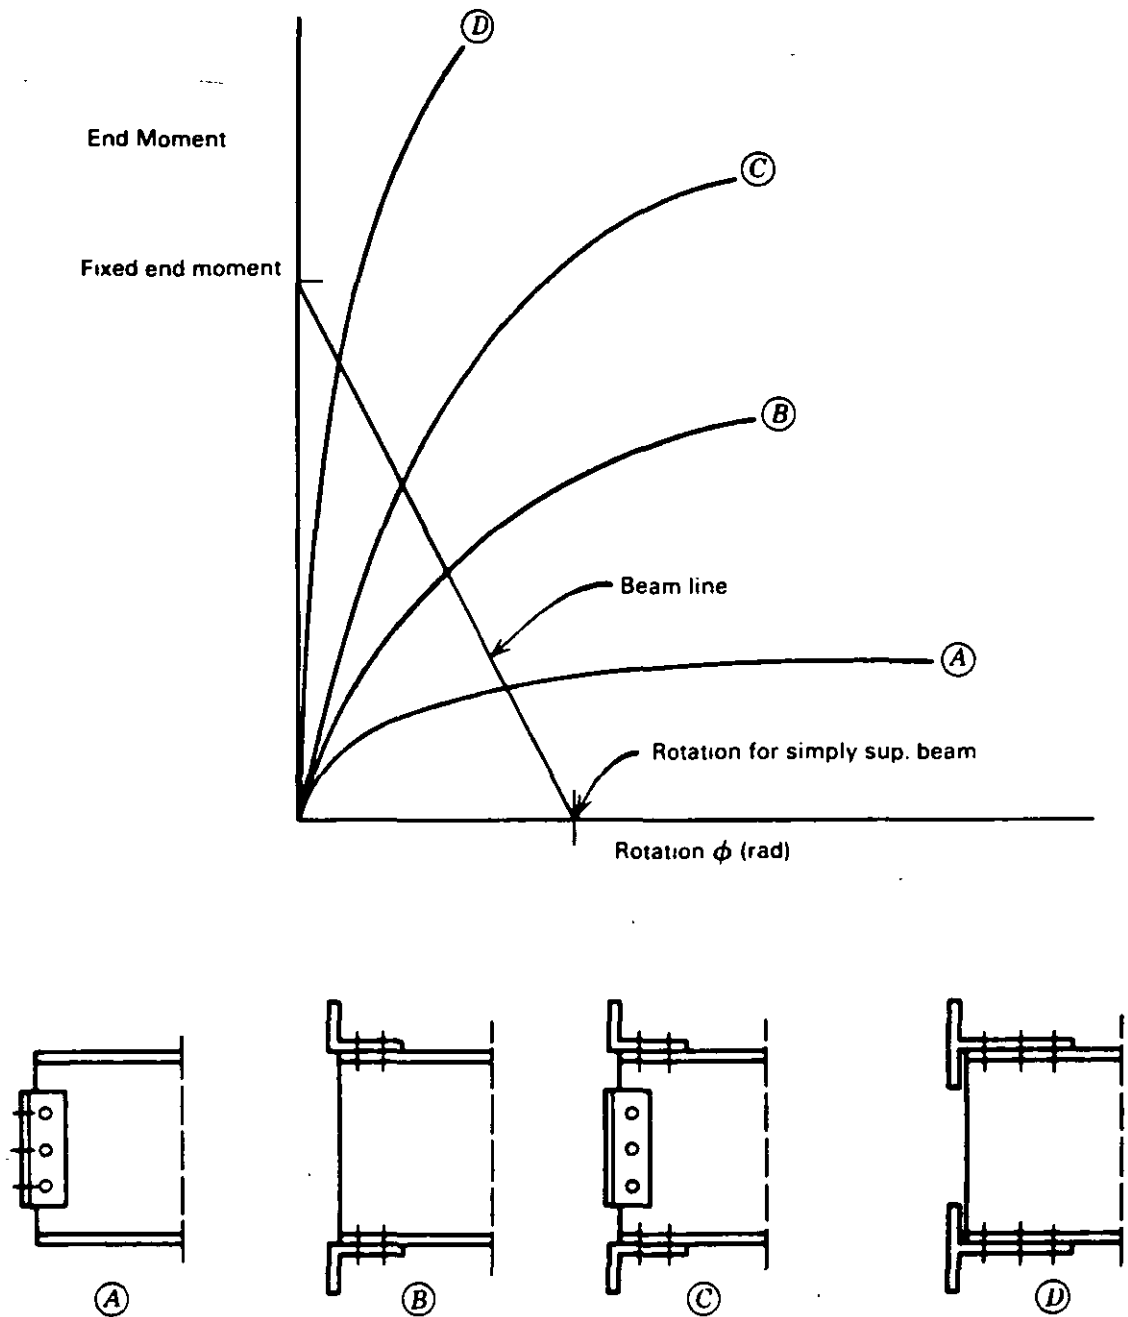 D
End Moment
C
Fixed end moment
B
Beam line
A
Rotation for simply sup. beam
Rotation ϕ (rad)
A
B
C
D